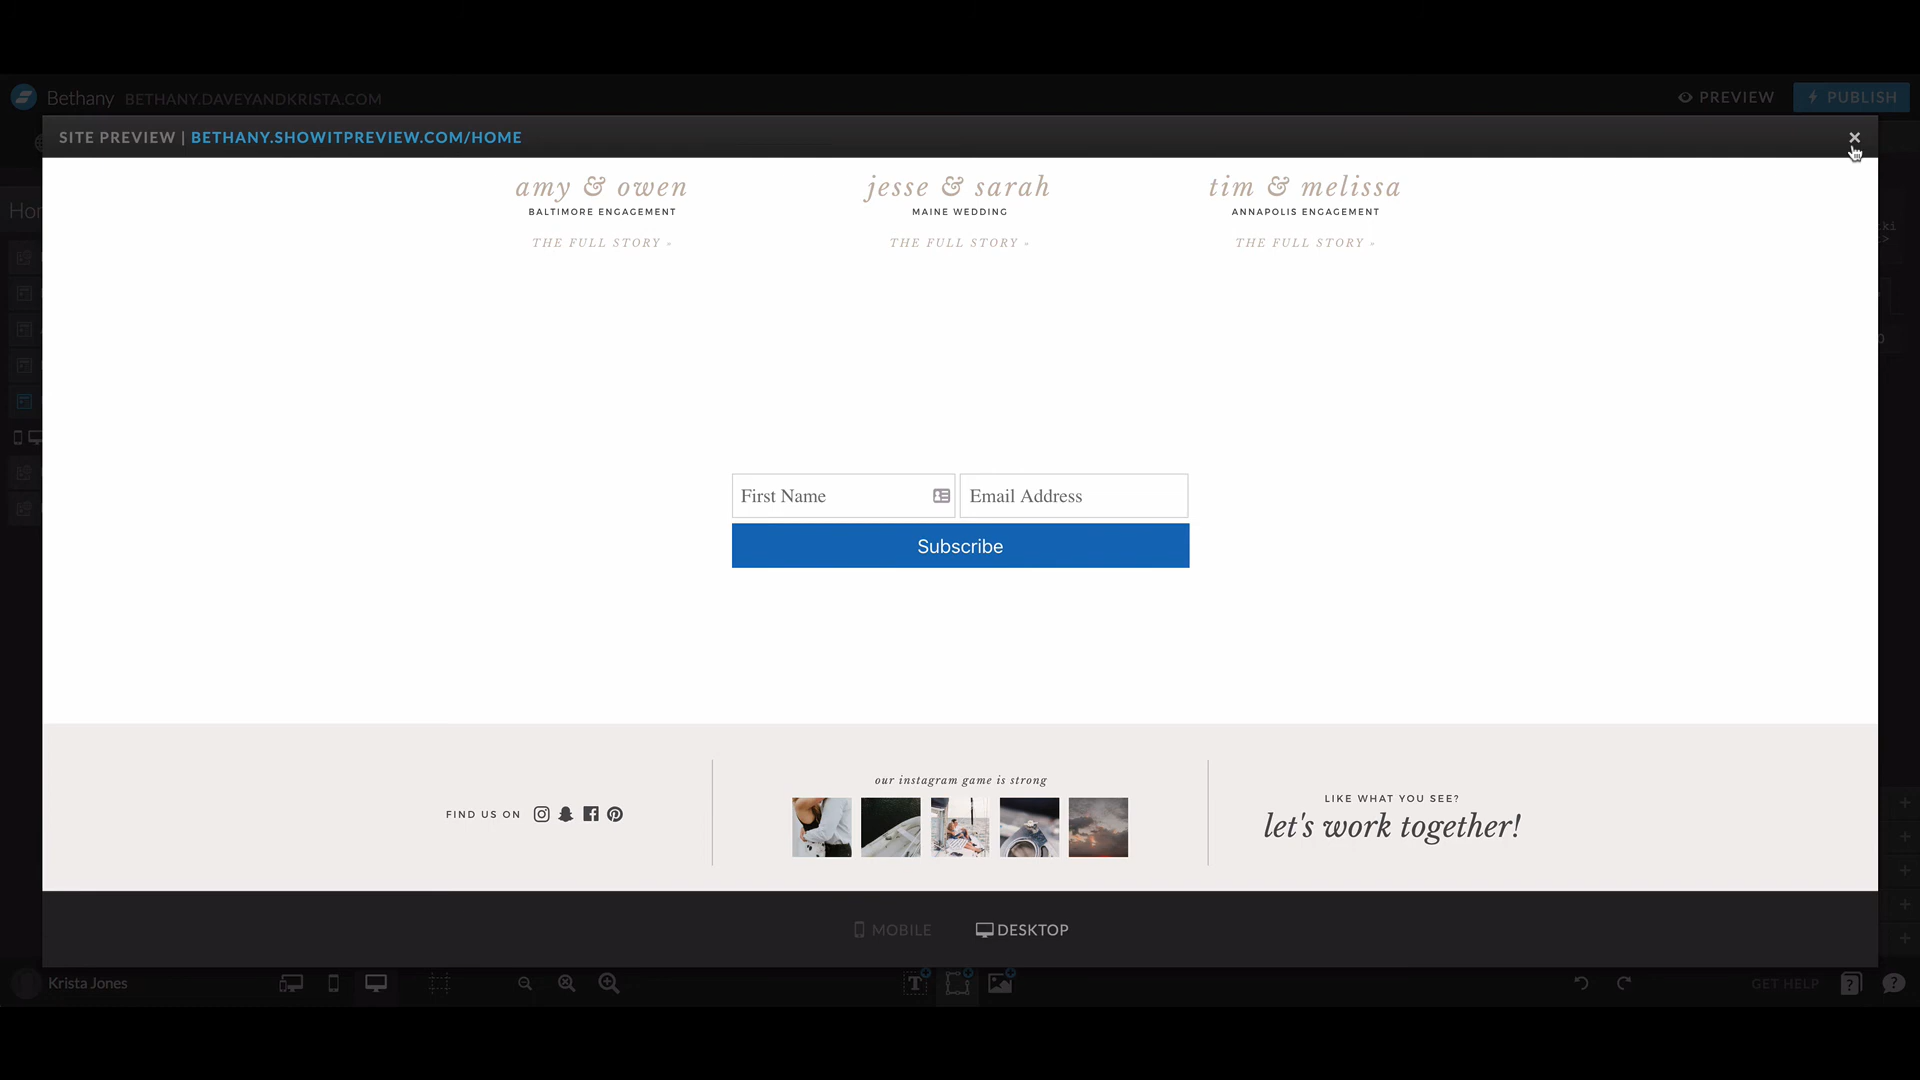 Bethany BETHANY.DAVEYANDKRISTA.COM
PREVIEW
PUBLISH
SITE PREVIEW | BETHANY.SHOWITPREVIEW.COM/HOME
amy & owen
BALTIMORE ENGAGEMENT
THE FULL STORY »
jesse & sarah
MAINE WEDDING
THE FULL STORY »
tim & melissa
ANNAPOLIS ENGAGEMENT
THE FULL STORY »
First Name
Email Address
Subscribe
FIND US ON
our instagram game is strong
LIKE WHAT YOU SEE?
let's work together!
MOBILE
DESKTOP
Krista Jones
GET HELP